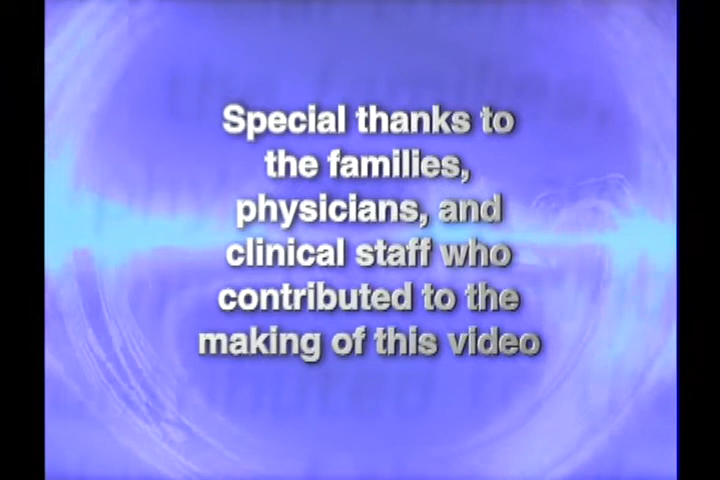 Special thanks to
the families,
physicians, and
clinical staff who
contributed to the
making of this video